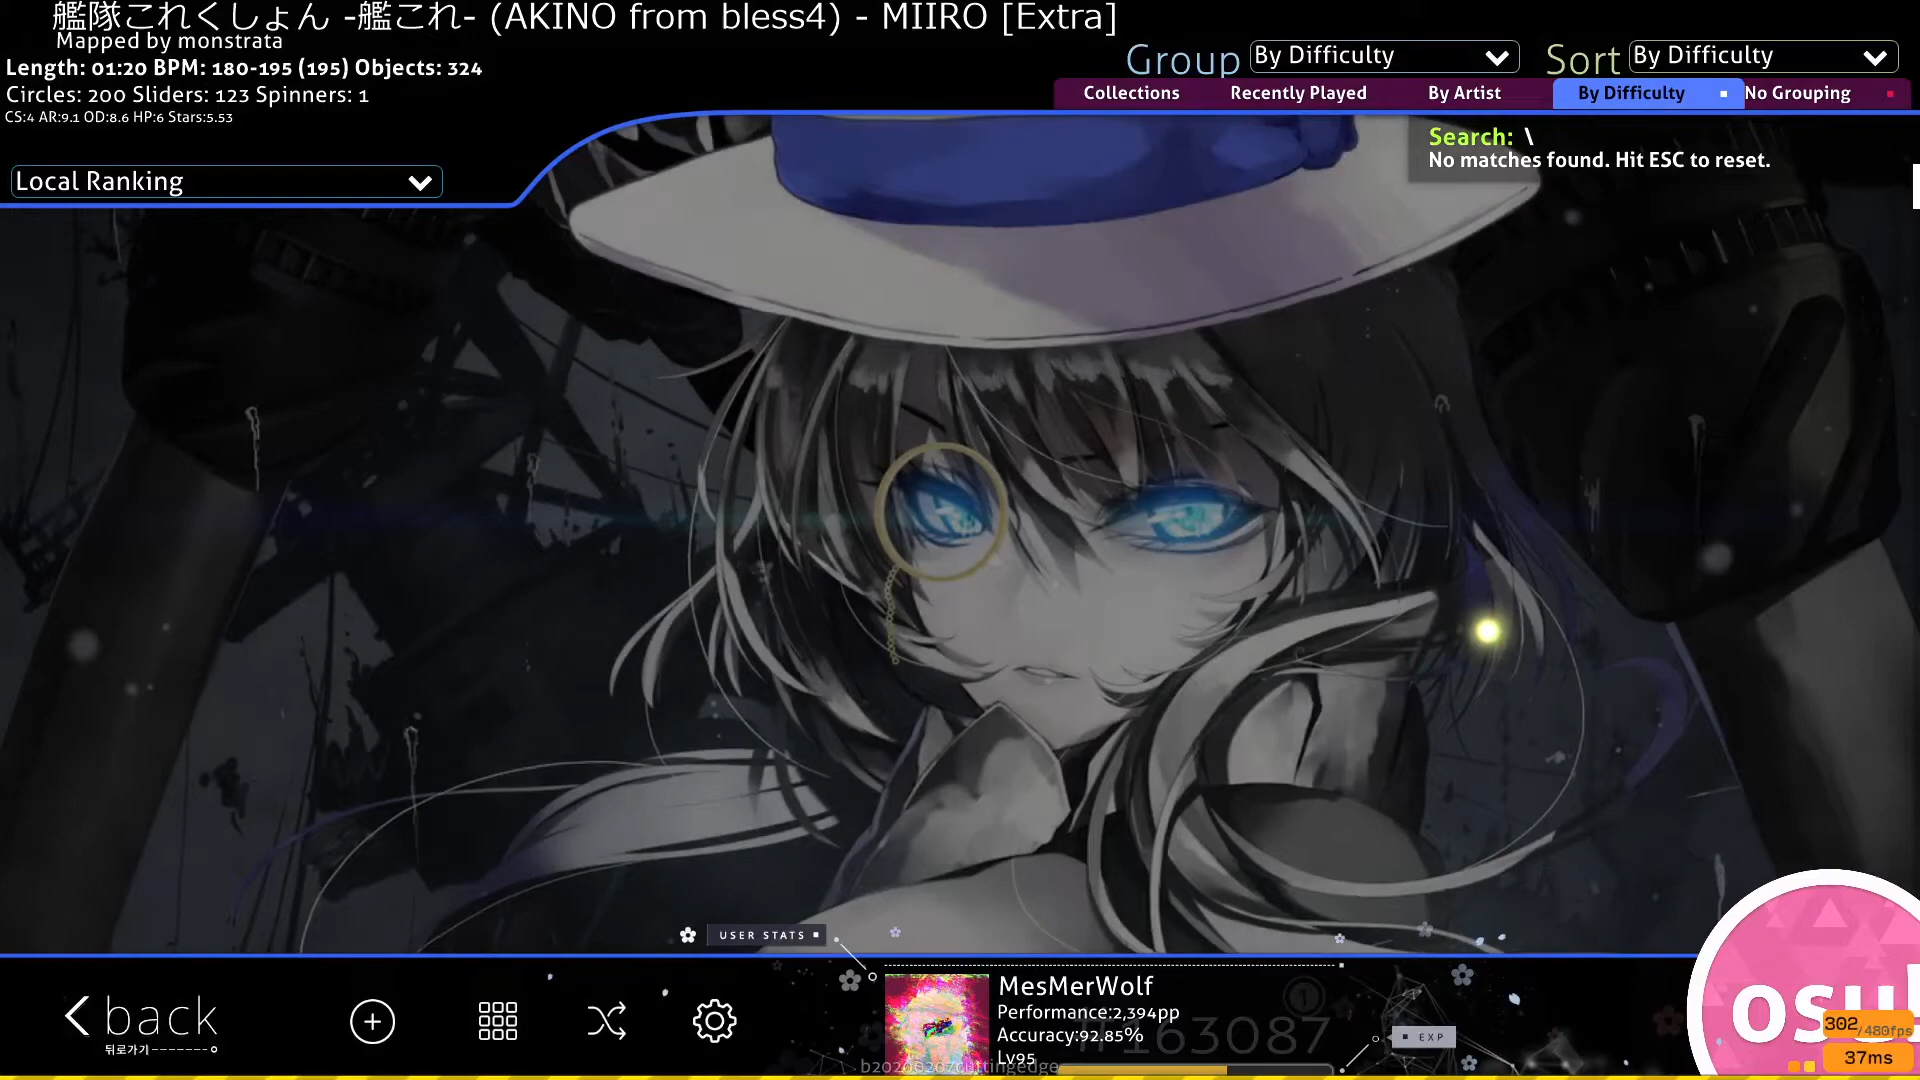 艦隊これくしょん -艦これ- (AKINO from bless4) - MIIRO [Extra]
Mapped by monstrata
Length: 01:20 BPM: 180-195 (195) Objects: 324
Circles: 200 Sliders: 123 Spinners: 1
CS:4 AR:9.1 OD:8.6 HP:6 Stars:5.53
Group By Difficulty Sort By Difficulty
Collections Recently Played By Artist By Difficulty No Grouping
Local Ranking
Search: \
No matches found. Hit ESC to reset.
USER STATS
back
뒤로가기
MesMerWolf
Performance:2,394pp
Accuracy:92.85%
Lv95
#163087
1
EXP
osu!
302/480fps
37ms